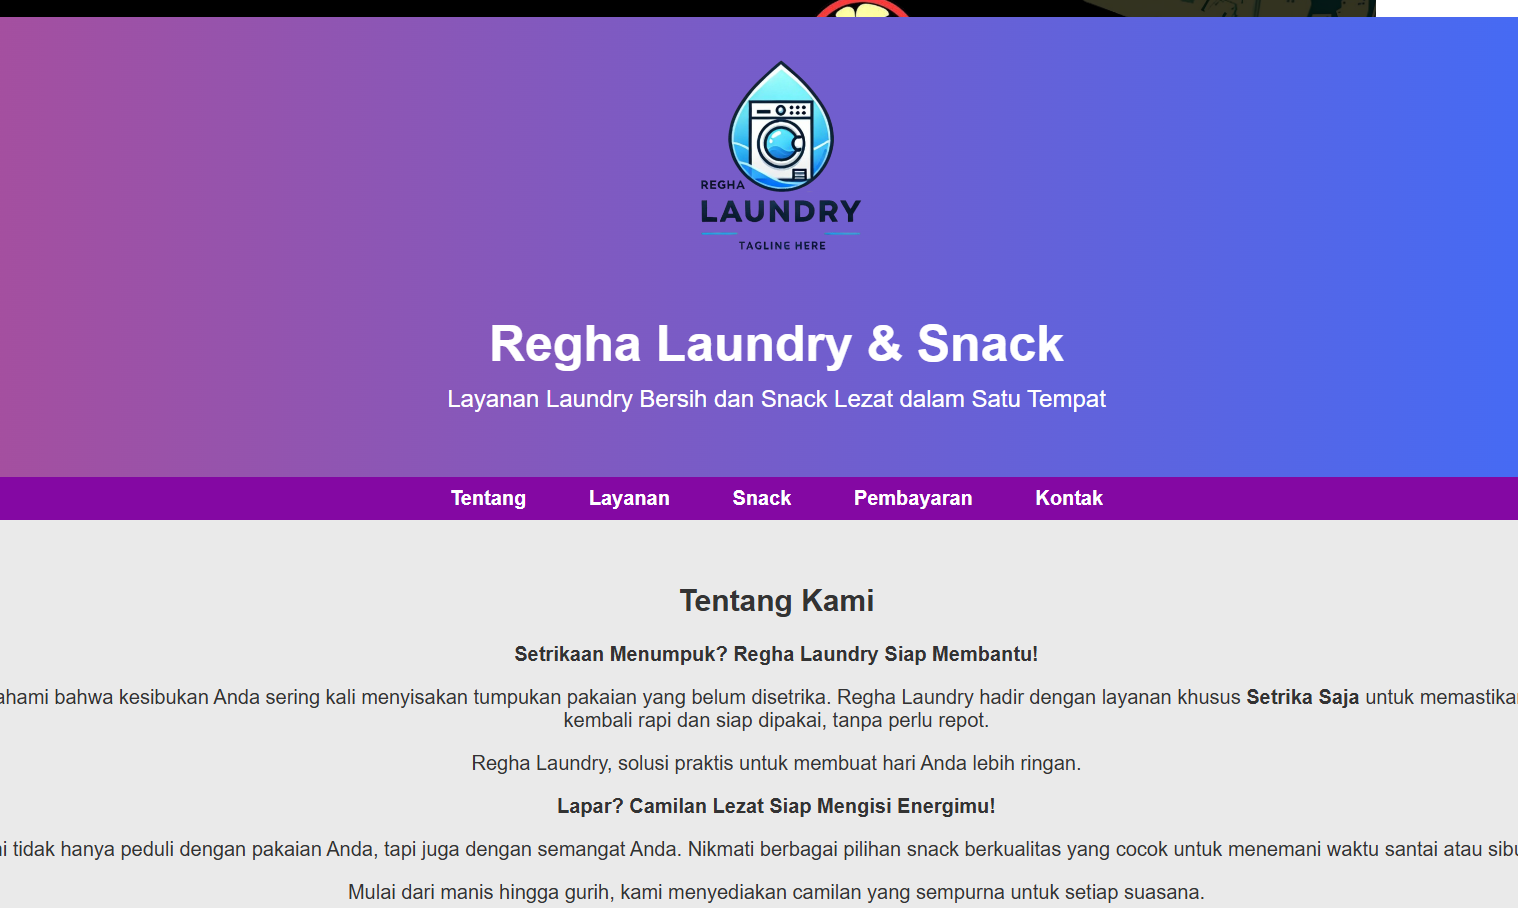 REGHA
LAUNDRY
TAGLINE HERE
Regha Laundry & Snack
Layanan Laundry Bersih dan Snack Lezat dalam Satu Tempat
Tentang Layanan Snack Pembayaran Kontak
Tentang Kami
Setrikaan Menumpuk? Regha Laundry Siap Membantu!
bahwa kesibukan Anda sering kali menyisakan tumpukan pakaian yang belum disetrika. Regha Laundry hadir dengan layanan khusus Setrika Saja untuk
kembali rapi dan siap dipakai, tanpa perlu repot.
Regha Laundry, solusi praktis untuk membuat hari Anda lebih ringan.
Lapar? Camilan Lezat Siap Mengisi Energimu!
tidak hanya peduli dengan pakaian Anda, tapi juga dengan semangat Anda. Nikmati berbagai pilihan snack berkualitas yang cocok untuk menemani waktu santai atau
Mulai dari manis hingga gurih, kami menyediakan camilan yang sempurna untuk setiap suasana.